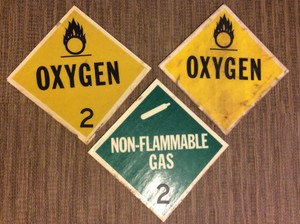 OXYGEN
2
OXYGEN
NON-FLAMMABLE
GAS
2